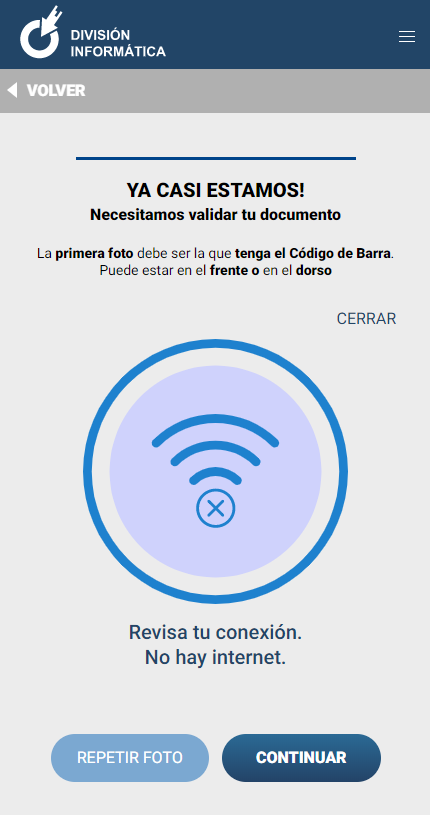 DIVISIÓN
INFORMÁTICA
VOLVER
YA CASI ESTAMOS!
Necesitamos validar tu documento
La primera foto debe ser la que tenga el Código de Barra.
Puede estar en el frente o en el dorso
CERRAR
Revisa tu conexión.
No hay internet.
REPETIR FOTO
CONTINUAR